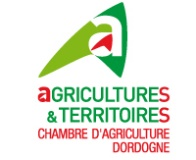 aGRICULTURES
& TERRITOIRES
CHAMBRE D'AGRICULTURE
DORDOGNE